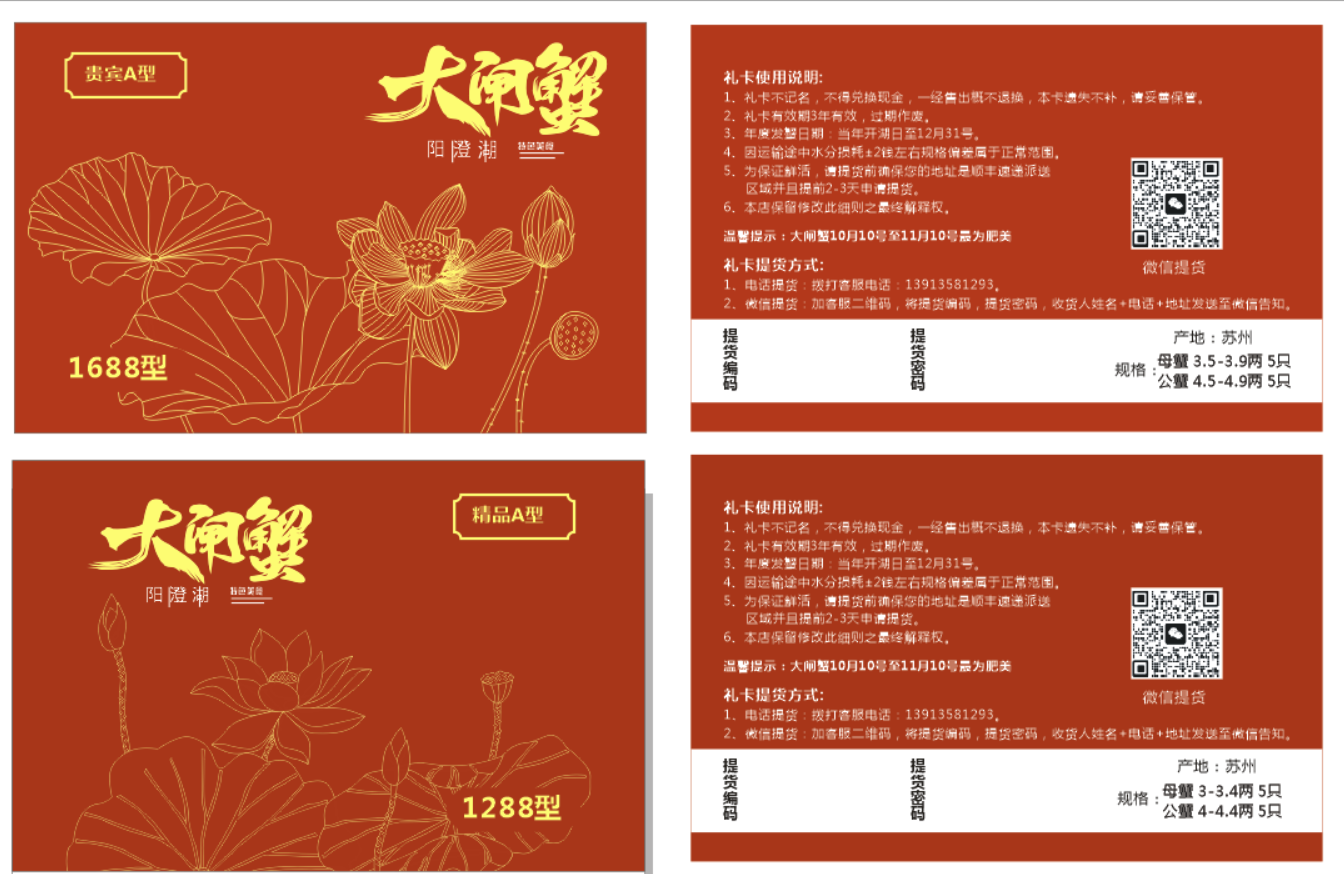 贵宾A型
大闸蟹
阳澄湖 特色美食
1688型
礼卡使用说明:
1、礼卡不记名，不得兑换现金，一经售出概不退换，本卡遗失不补，请妥善保管。
2、礼卡有效期3年有效，过期作废。
3、年度发蟹日期：当年开湖日至12月31号。
4、因运输途中水分损耗±2钱左右规格偏差属于正常范围。
5、为保证鲜活，请提货前确保您的地址是顺丰速递派送
区域并且提前2-3天申请提货。
6、本店保留修改此细则之最终解释权。
温馨提示：大闸蟹10月10号至11月10号最为肥美
微信提货
礼卡提货方式:
1、电话提货：拨打客服电话：13913581293。
2、微信提货：加客服二维码，将提货编码，提货密码，收货人姓名+电话+地址发送至微信告知。
提货编码
提货密码
产地：苏州
规格：母蟹 3.5-3.9两 5只
公蟹 4.5-4.9两 5只
大闸蟹
阳澄湖 特色美食
精品A型
1288型
礼卡使用说明:
1、礼卡不记名，不得兑换现金，一经售出概不退换，本卡遗失不补，请妥善保管。
2、礼卡有效期3年有效，过期作废。
3、年度发蟹日期：当年开湖日至12月31号。
4、因运输途中水分损耗±2钱左右规格偏差属于正常范围。
5、为保证鲜活，请提货前确保您的地址是顺丰速递派送
区域并且提前2-3天申请提货。
6、本店保留修改此细则之最终解释权。
温馨提示：大闸蟹10月10号至11月10号最为肥美
微信提货
礼卡提货方式:
1、电话提货：拨打客服电话：13913581293。
2、微信提货：加客服二维码，将提货编码，提货密码，收货人姓名+电话+地址发送至微信告知。
提货编码
提货密码
产地：苏州
规格：母蟹 3-3.4两 5只
公蟹 4-4.4两 5只